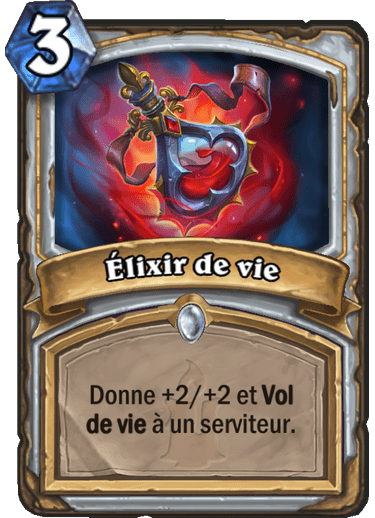 3
Élixir de vie
Donne +2/+2 et Vol
de vie à un serviteur.